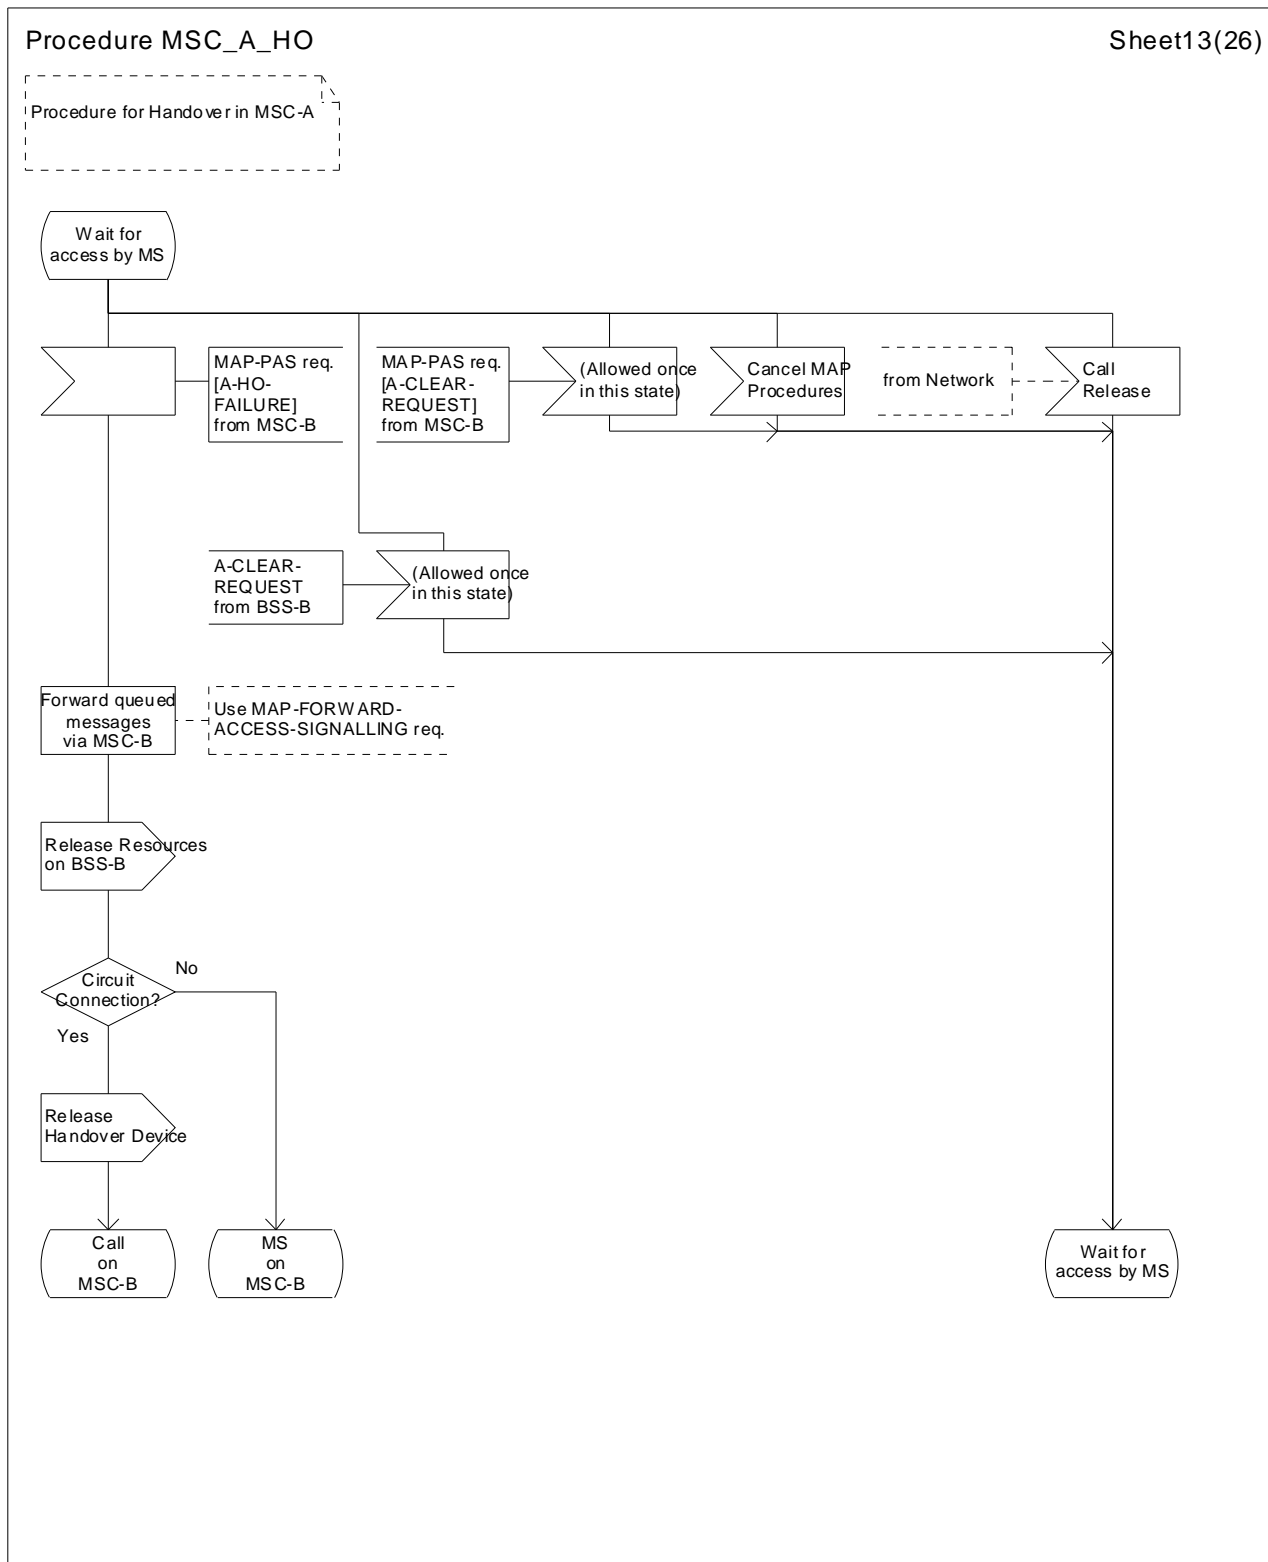 Procedure MSC_A_HO
Sheet13(26)
Procedure for Handover in MSC-A
Wait for
access by MS
MAP-PAS req.
[A-HO-
FAILURE]
from MSC-B
MAP-PAS req.
[A-CLEAR-
REQUEST]
from MSC-B
(Allowed once
in this state)
Cancel MAP
Procedures
from Network
Call
Release
A-CLEAR-
REQUEST
from BSS-B
(Allowed once
in this state)
Forward queued
messages
via MSC-B
Use MAP-FORWARD-
ACCESS-SIGNALLING req.
Release Resources
on BSS-B
Circuit
Connection?
No
Yes
Release
Handover Device
Call
on
MSC-B
MS
on
MSC-B
Wait for
access by MS